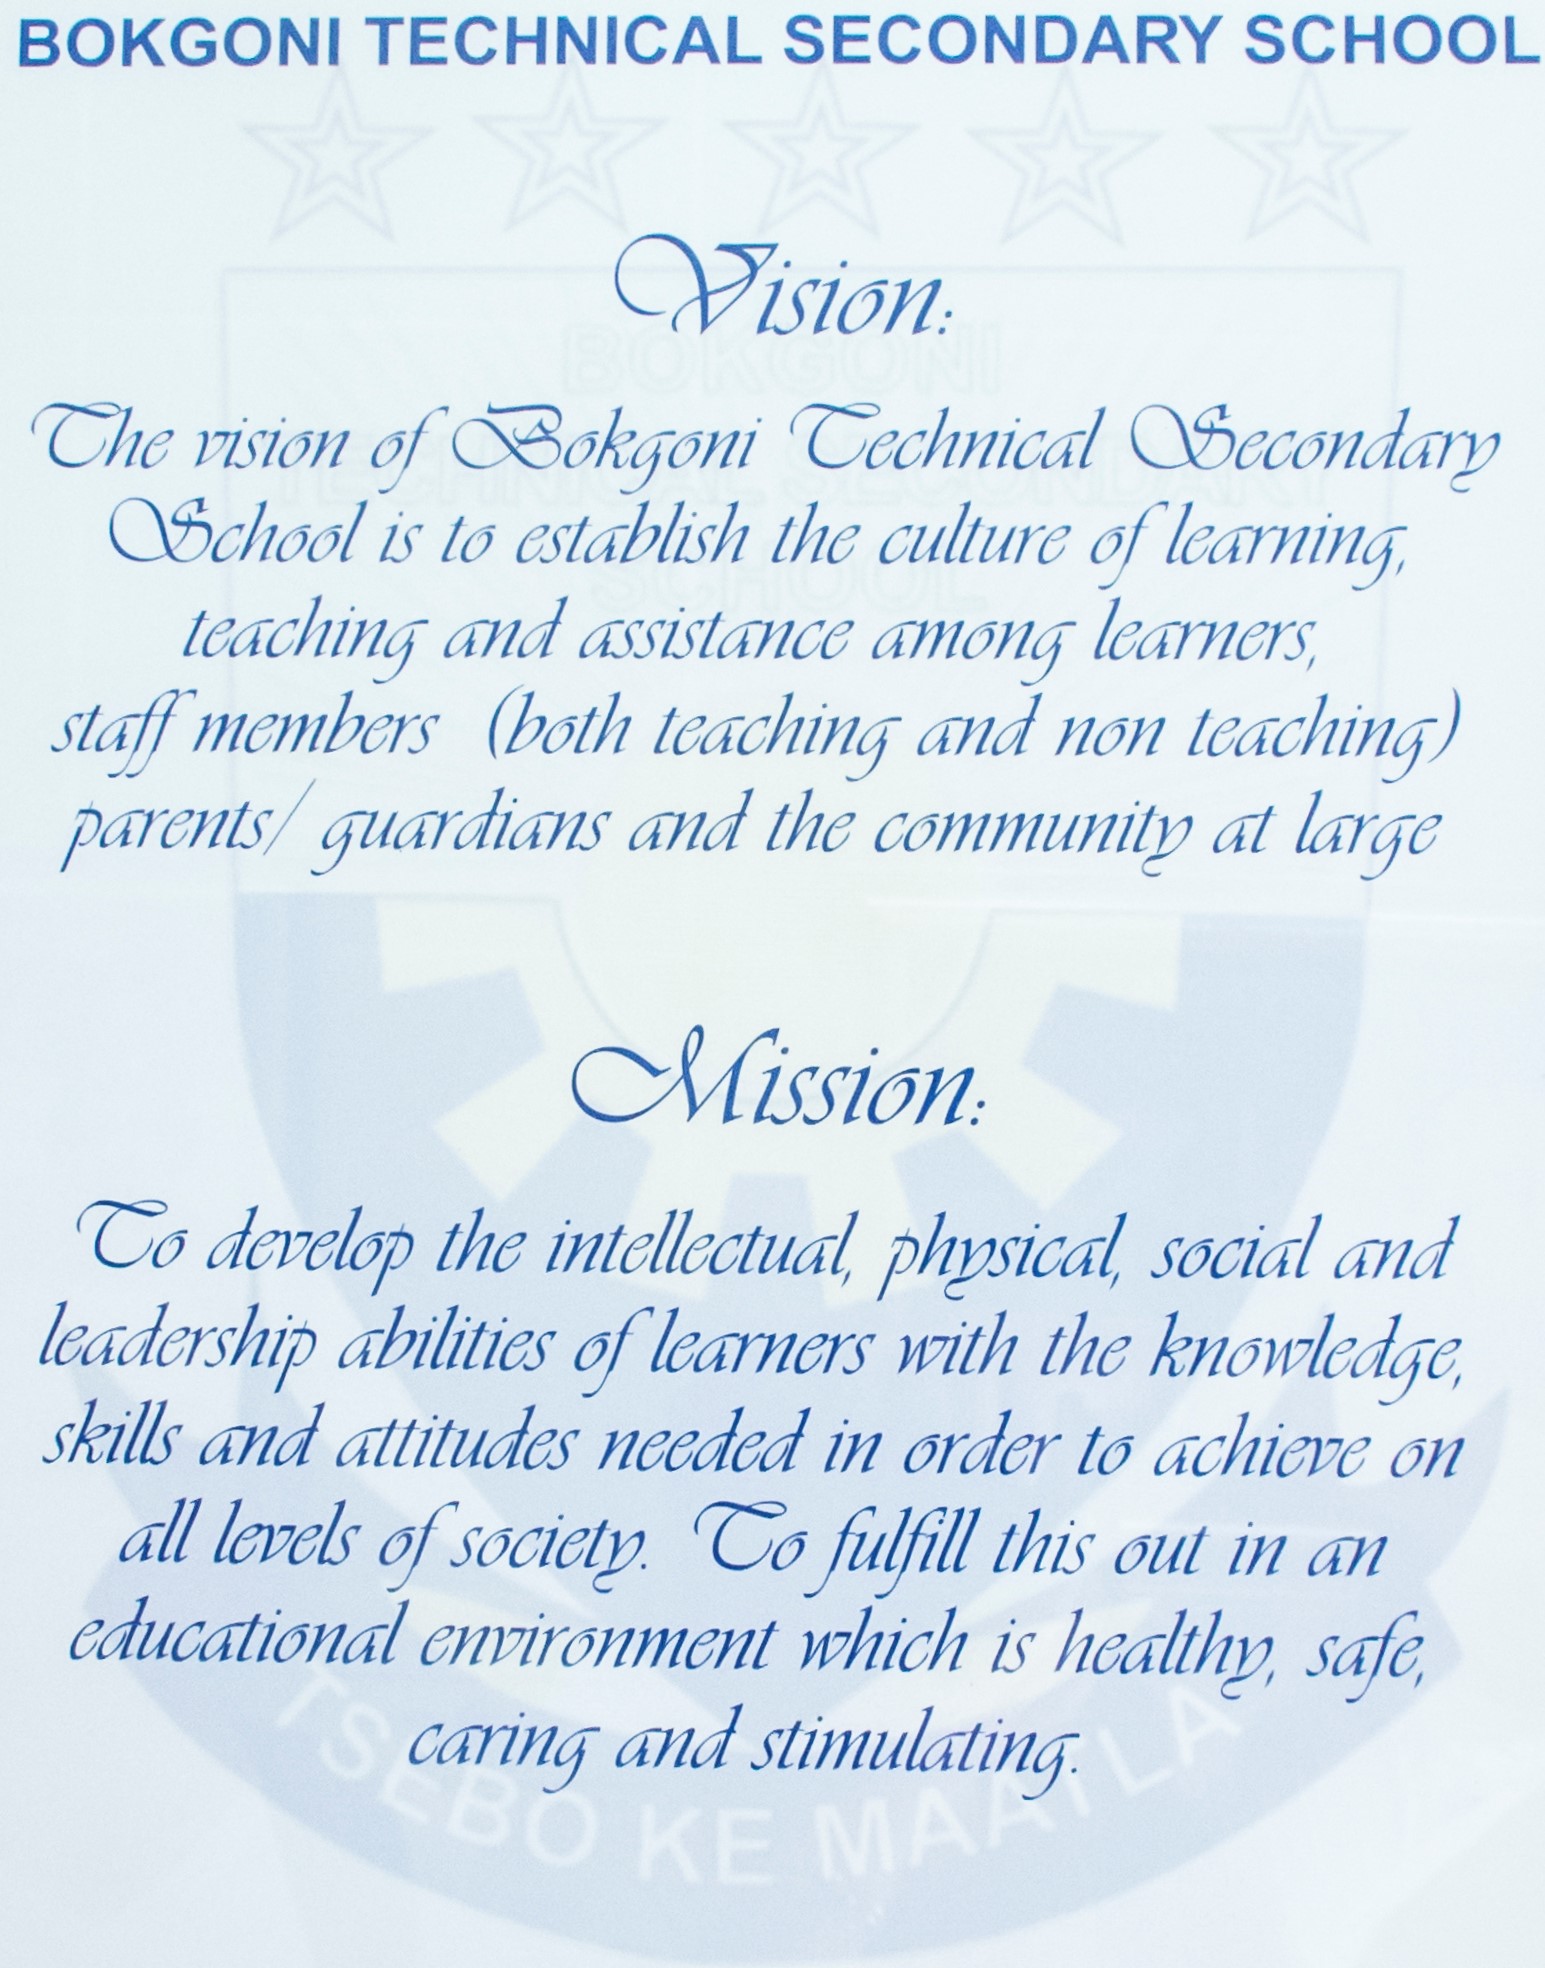 BOKGONI TECHNICAL SECONDARY SCHOOL
Vision:
BOKGONI
TECHNICAL SECONDARY
SCHOOL
The vision of Bokgoni Technical Secondary
School is to establish the culture of learning,
teaching and assistance among learners,
staff members (both teaching and non teaching)
parents/ guardians and the community at large
Mission:
To develop the intellectual, physical, social and
leadership abilities of learners with the knowledge,
skills and attitudes needed in order to achieve on
all levels of society. To fulfill this out in an
educational environment which is healthy, safe,
caring and stimulating.
TSEBO KE MAATLA